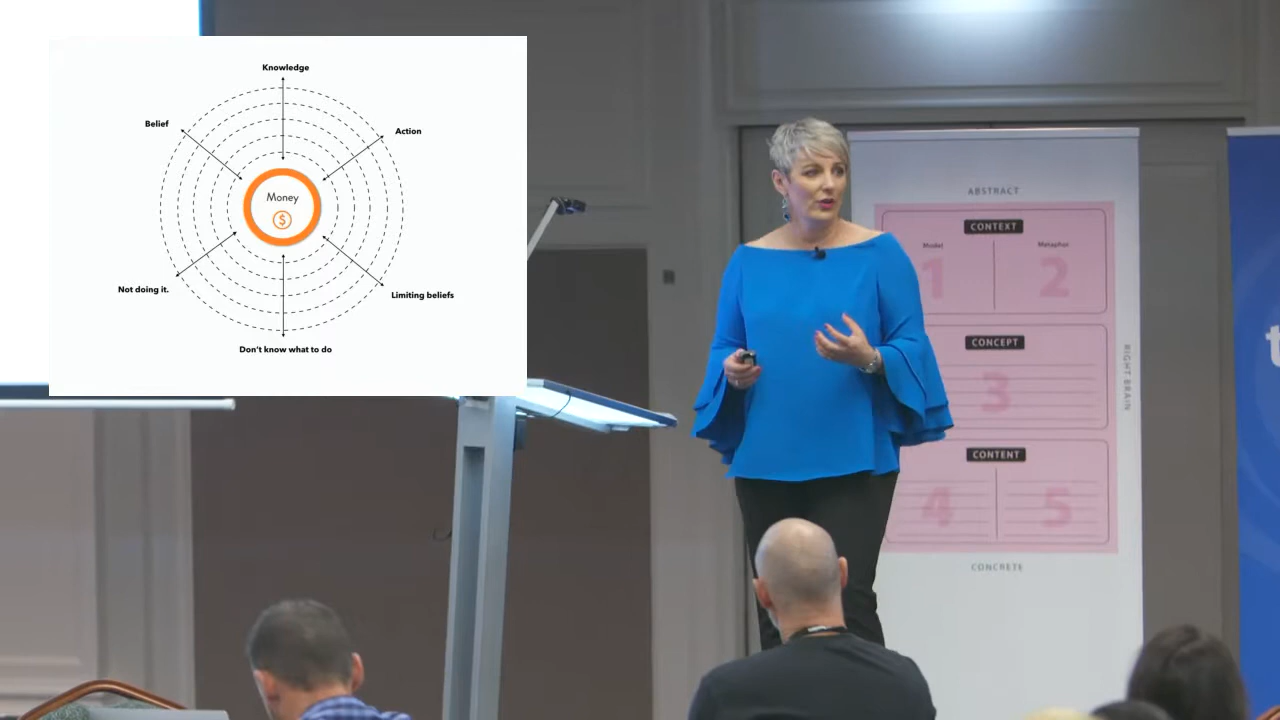 Knowledge
Belief
Action
Money
$
Not doing it.
Limiting beliefs
Don't know what to do
ABSTRACT
CONTEXT
Model
Metaphor
1
2
CONCEPT
3
RIGHT BRAIN
CONTENT
4
5
CONCRETE
t